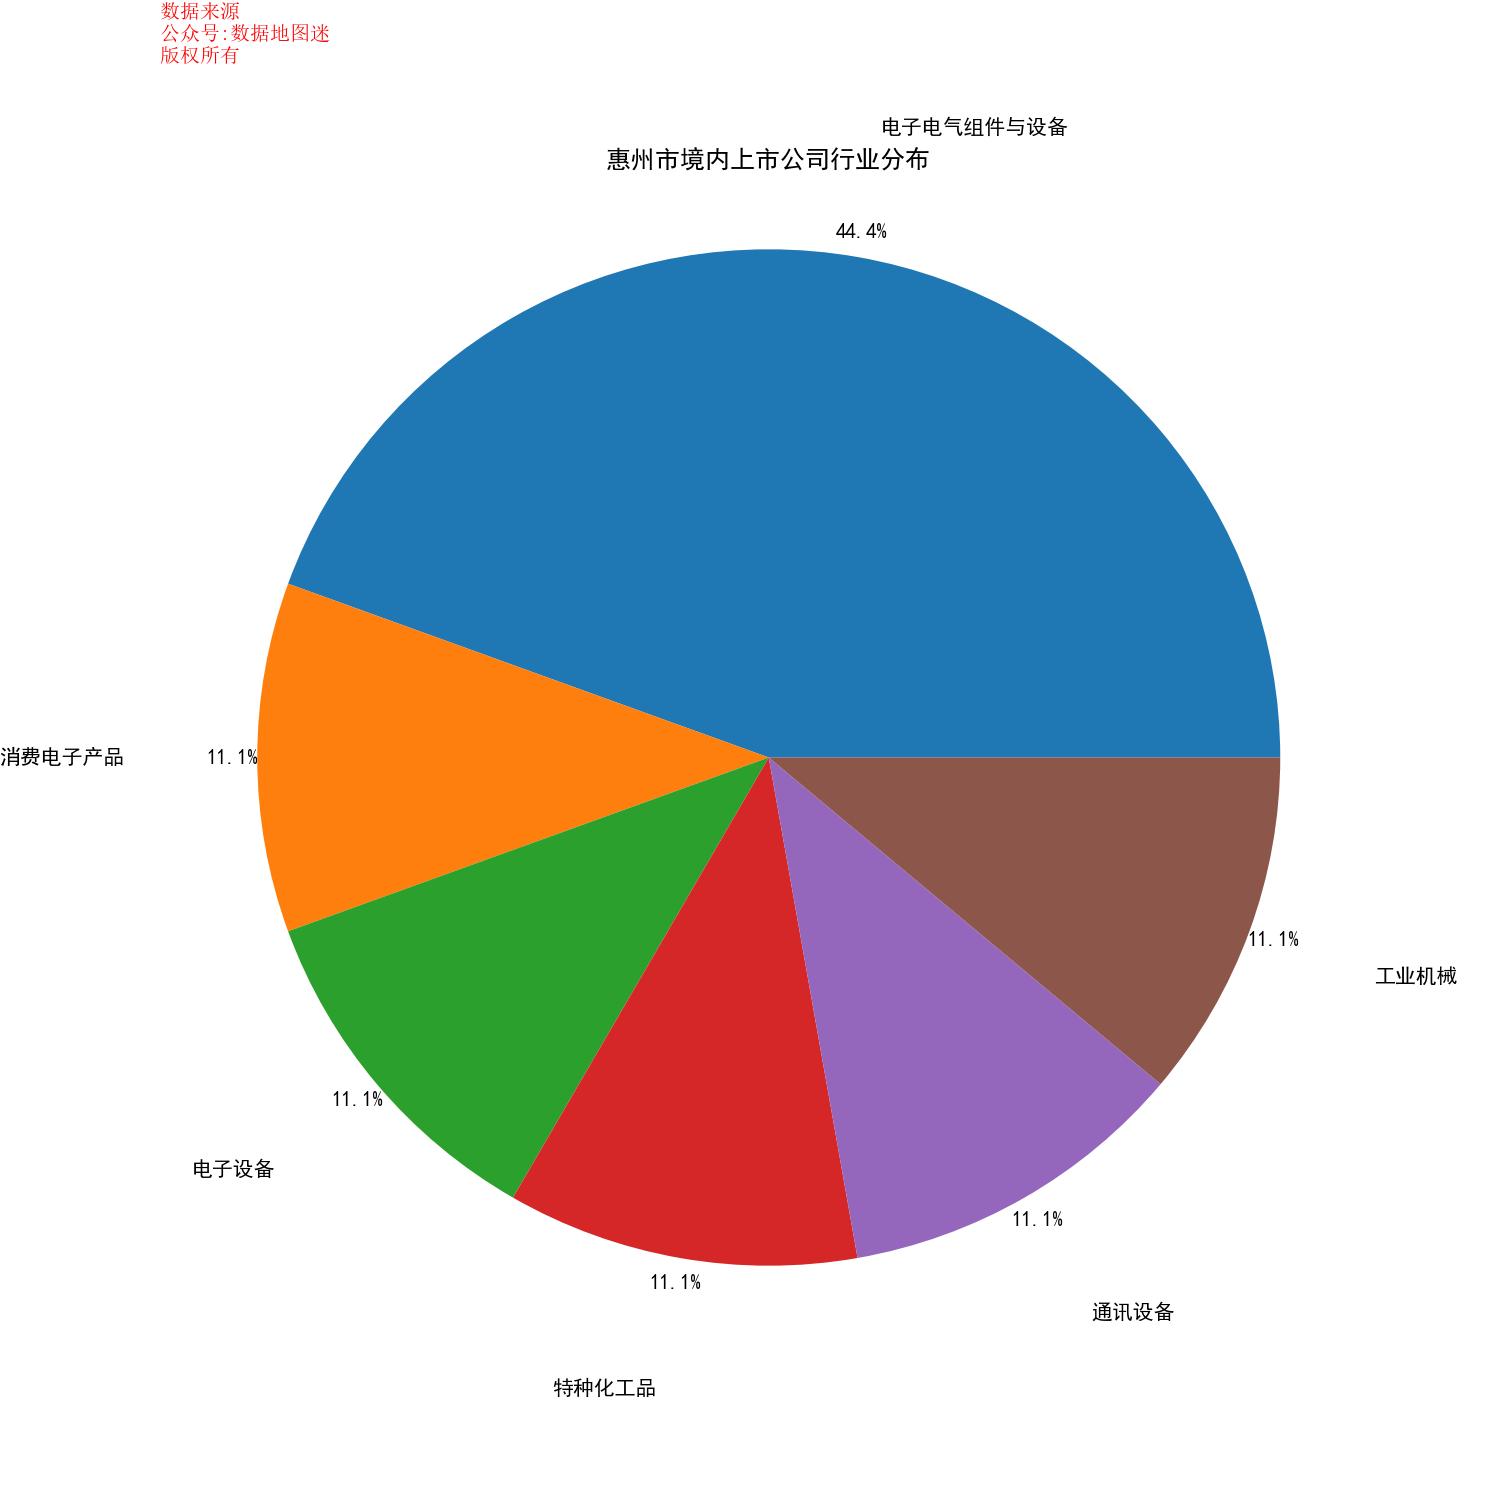 数据来源
公众号:数据地图迷
版权所有
电子电气组件与设备
惠州市境内上市公司行业分布
44.4%
消费电子产品
11.1%
11.1%
工业机械
11.1%
电子设备
11.1%
通讯设备
11.1%
特种化工品